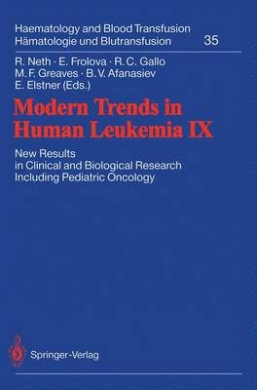 Haematology and Blood Transfusion
Hämatologie und Bluttransfusion
35
R. Neth · E. Frolova · R. C. Gallo
M. F. Greaves · B. V. Afanasiev
E. Elstner (Eds.)
Modern Trends in
Human Leukemia IX
New Results
in Clinical and Biological Research
Including Pediatric Oncology
Springer-Verlag